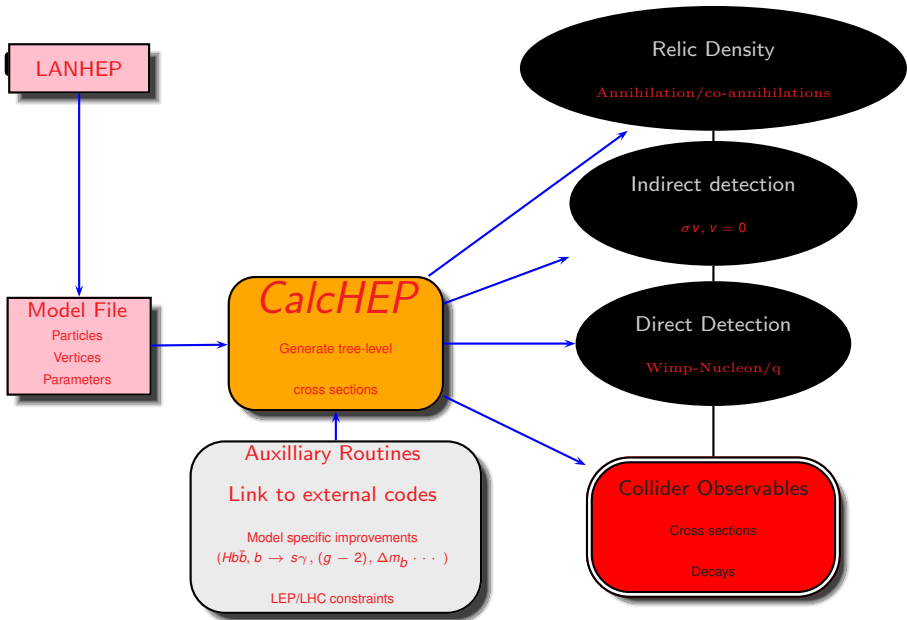 LANHEP
Model File
Particles
Vertices
Parameters
CalcHEP
Generate tree-level
cross sections
Auxilliary Routines
Link to external codes
Model specific improvements
(Hbb̄, b → sγ, (g − 2), Δm_b · · · )
LEP/LHC constraints
Relic Density
Annihilation/co-annihilations
Indirect detection
σv, v = 0
Direct Detection
Wimp-Nucleon/q
Collider Observables
Cross sections
Decays